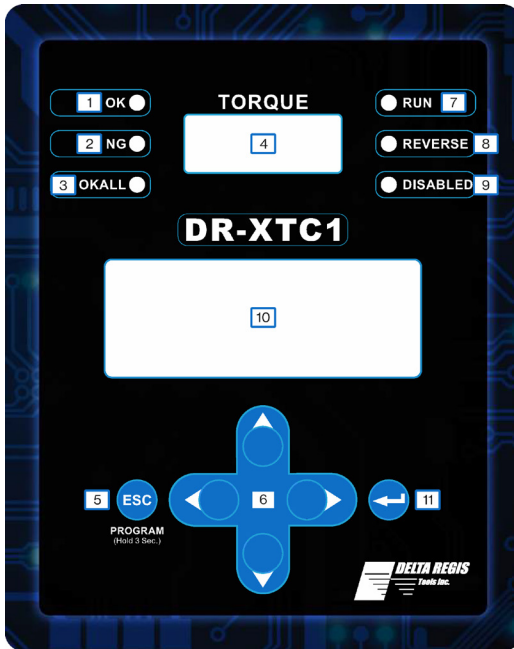 1 OK
TORQUE
RUN 7
2 NG
4
REVERSE 8
3 OKALL
DISABLED 9
DR-XTC1
10
5 ESC
6
11
PROGRAM
(Hold 3 Sec.)
DELTA REGIS
Tools Inc.